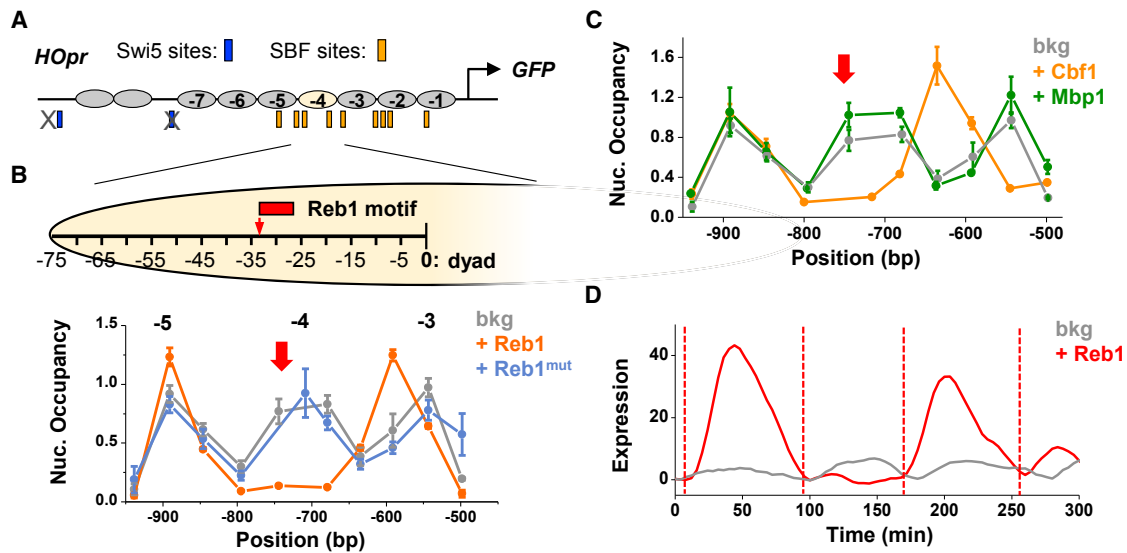 A
HOpr
Swi5 sites:
SBF sites:
GFP
-7 -6 -5 -4 -3 -2 -1
X X
B
Reb1 motif
-75 -65 -55 -45 -35 -25 -15 -5 0: dyad
-5 -4 -3
bkg
+ Reb1
+ Reb1mut
Nuc. Occupancy
1.5
1.0
0.5
0.0
-900 -800 -700 -600 -500
Position (bp)
C
bkg
+ Cbf1
+ Mbp1
Nuc. Occupancy
1.6
1.2
0.8
0.4
0.0
-900 -800 -700 -600 -500
Position (bp)
D
bkg
+ Reb1
Expression
40
20
0
0 50 100 150 200 250 300
Time (min)